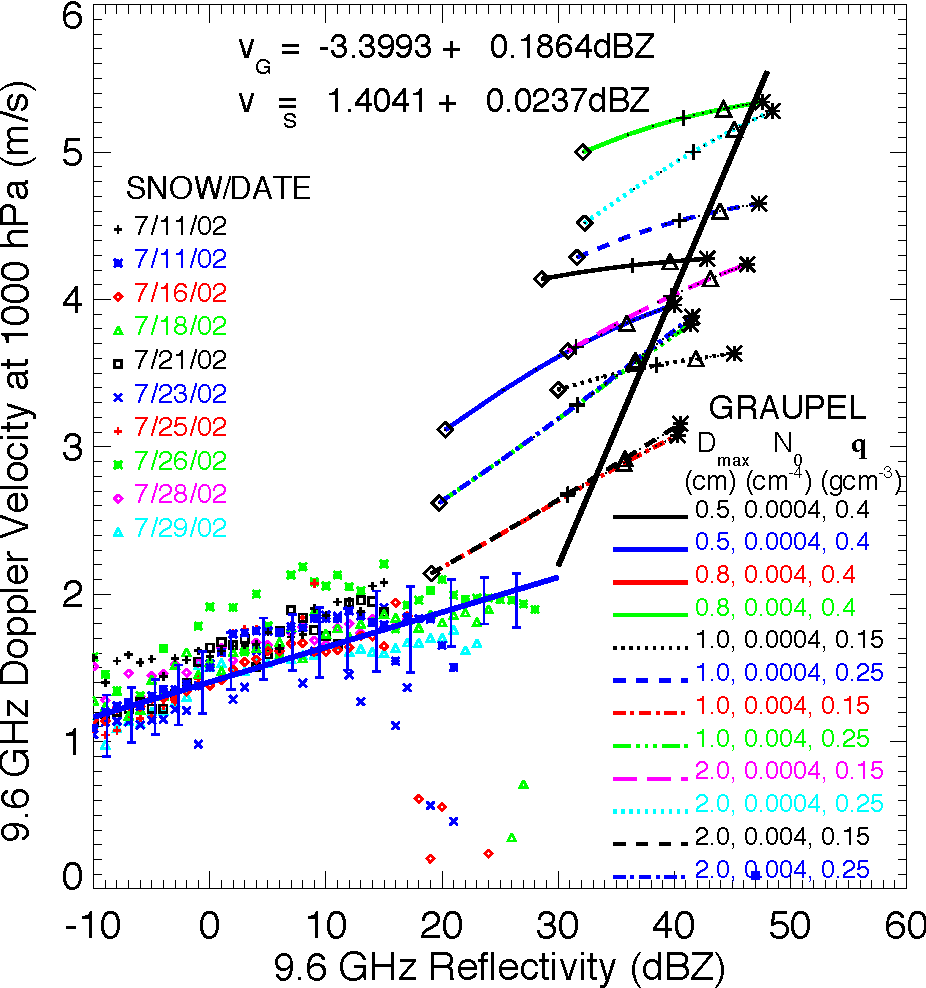 v_G = -3.3993 + 0.1864dBZ
v_S = 1.4041 + 0.0237dBZ
SNOW/DATE
7/11/02
7/11/02
7/16/02
7/18/02
7/21/02
7/23/02
7/25/02
7/26/02
7/28/02
7/29/02
GRAUPEL
D_max N_0 q
(cm) (cm⁻⁴) (gcm⁻³)
0.5, 0.0004, 0.4
0.5, 0.0004, 0.4
0.8, 0.004, 0.4
0.8, 0.004, 0.4
1.0, 0.0004, 0.15
1.0, 0.0004, 0.25
1.0, 0.004, 0.15
1.0, 0.004, 0.25
2.0, 0.0004, 0.15
2.0, 0.0004, 0.25
2.0, 0.004, 0.15
2.0, 0.004, 0.25
9.6 GHz Doppler Velocity at 1000 hPa (m/s)
6
5
4
3
2
1
0
-10 0 10 20 30 40 50 60
9.6 GHz Reflectivity (dBZ)